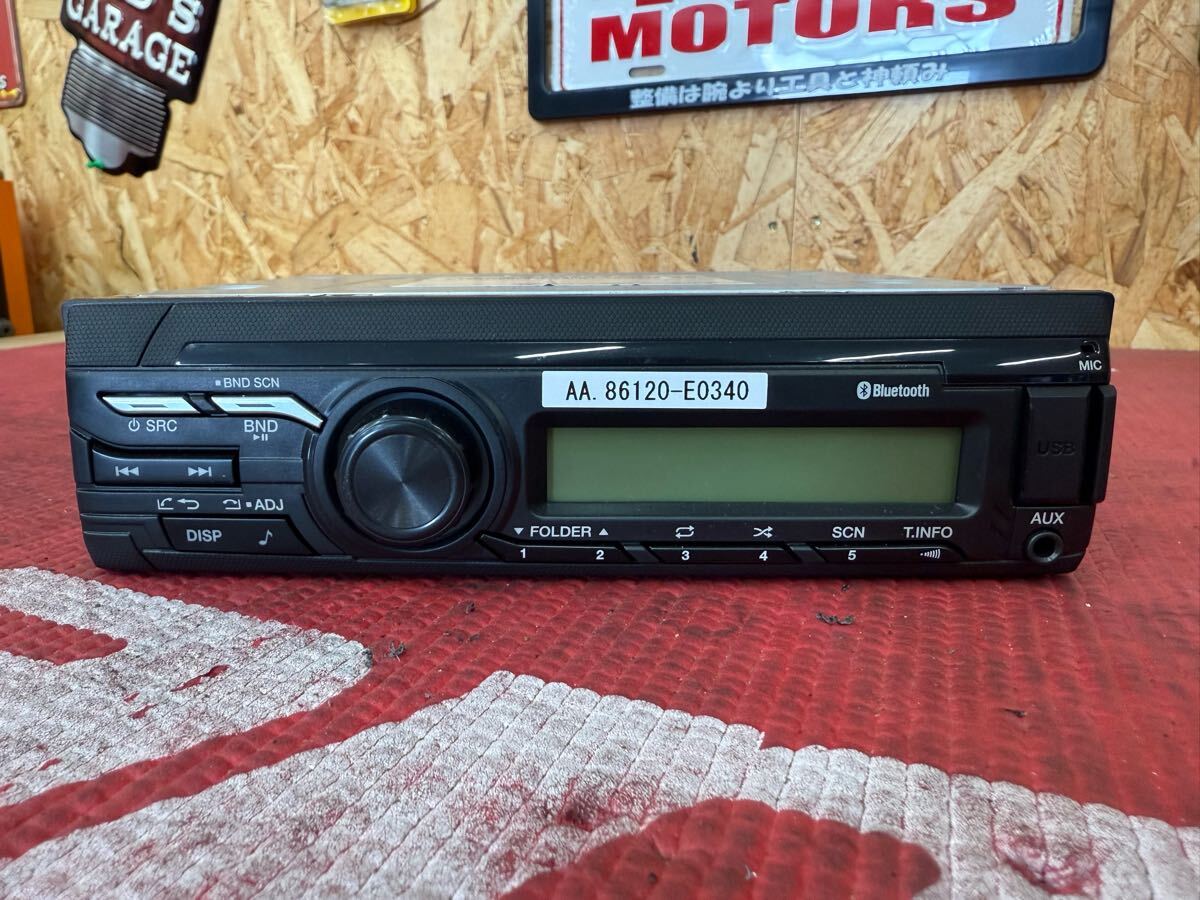 GARAGE
MOTORS
整備は腕より工具と神頼み
MIC
BND SCN
AA. 86120-E0340
Bluetooth
SRC
BND
USB
ADJ
DISP
AUX
FOLDER
SCN
T.INFO
1 2 3 4 5